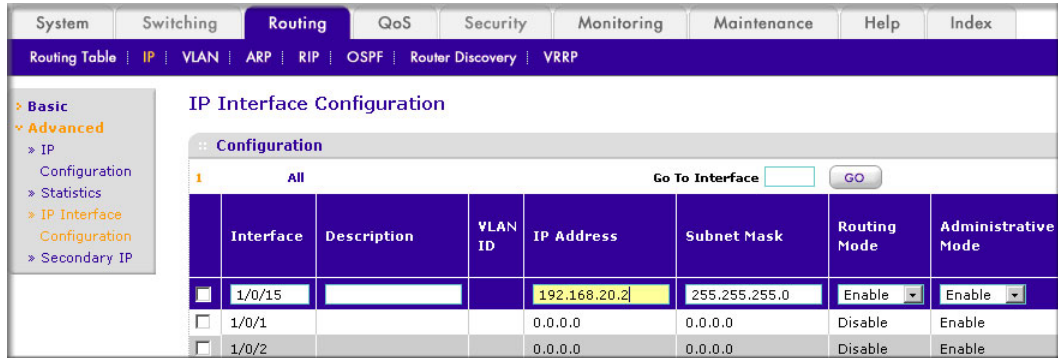 System Switching Routing QoS Security Monitoring Maintenance Help Index
Routing Table IP VLAN ARP RIP OSPF Router Discovery VRRP
Basic
Advanced
» IP
Configuration
» Statistics
» IP Interface
Configuration
» Secondary IP
IP Interface Configuration
Configuration
1 All Go To Interface GO
Interface Description VLAN ID IP Address Subnet Mask Routing Mode Administrative Mode
1/0/15 192.168.20.2 255.255.255.0 Enable Enable
1/0/1 0.0.0.0 0.0.0.0 Disable Enable
1/0/2 0.0.0.0 0.0.0.0 Disable Enable